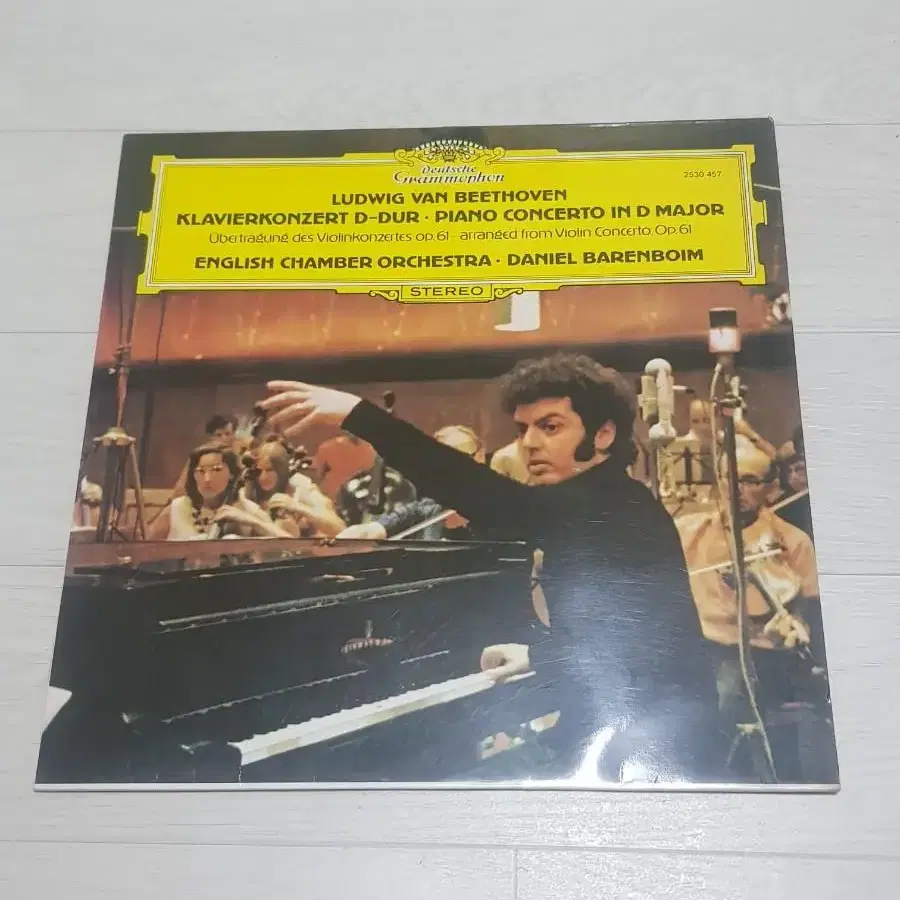 Deutsche
Grammophon
2530 457
LUDWIG VAN BEETHOVEN
KLAVIERKONZERT D-DUR · PIANO CONCERTO IN D MAJOR
Übertragung des Violinkonzertes op. 61 - arranged from Violin Concerto, Op. 61
ENGLISH CHAMBER ORCHESTRA · DANIEL BARENBOIM
STEREO